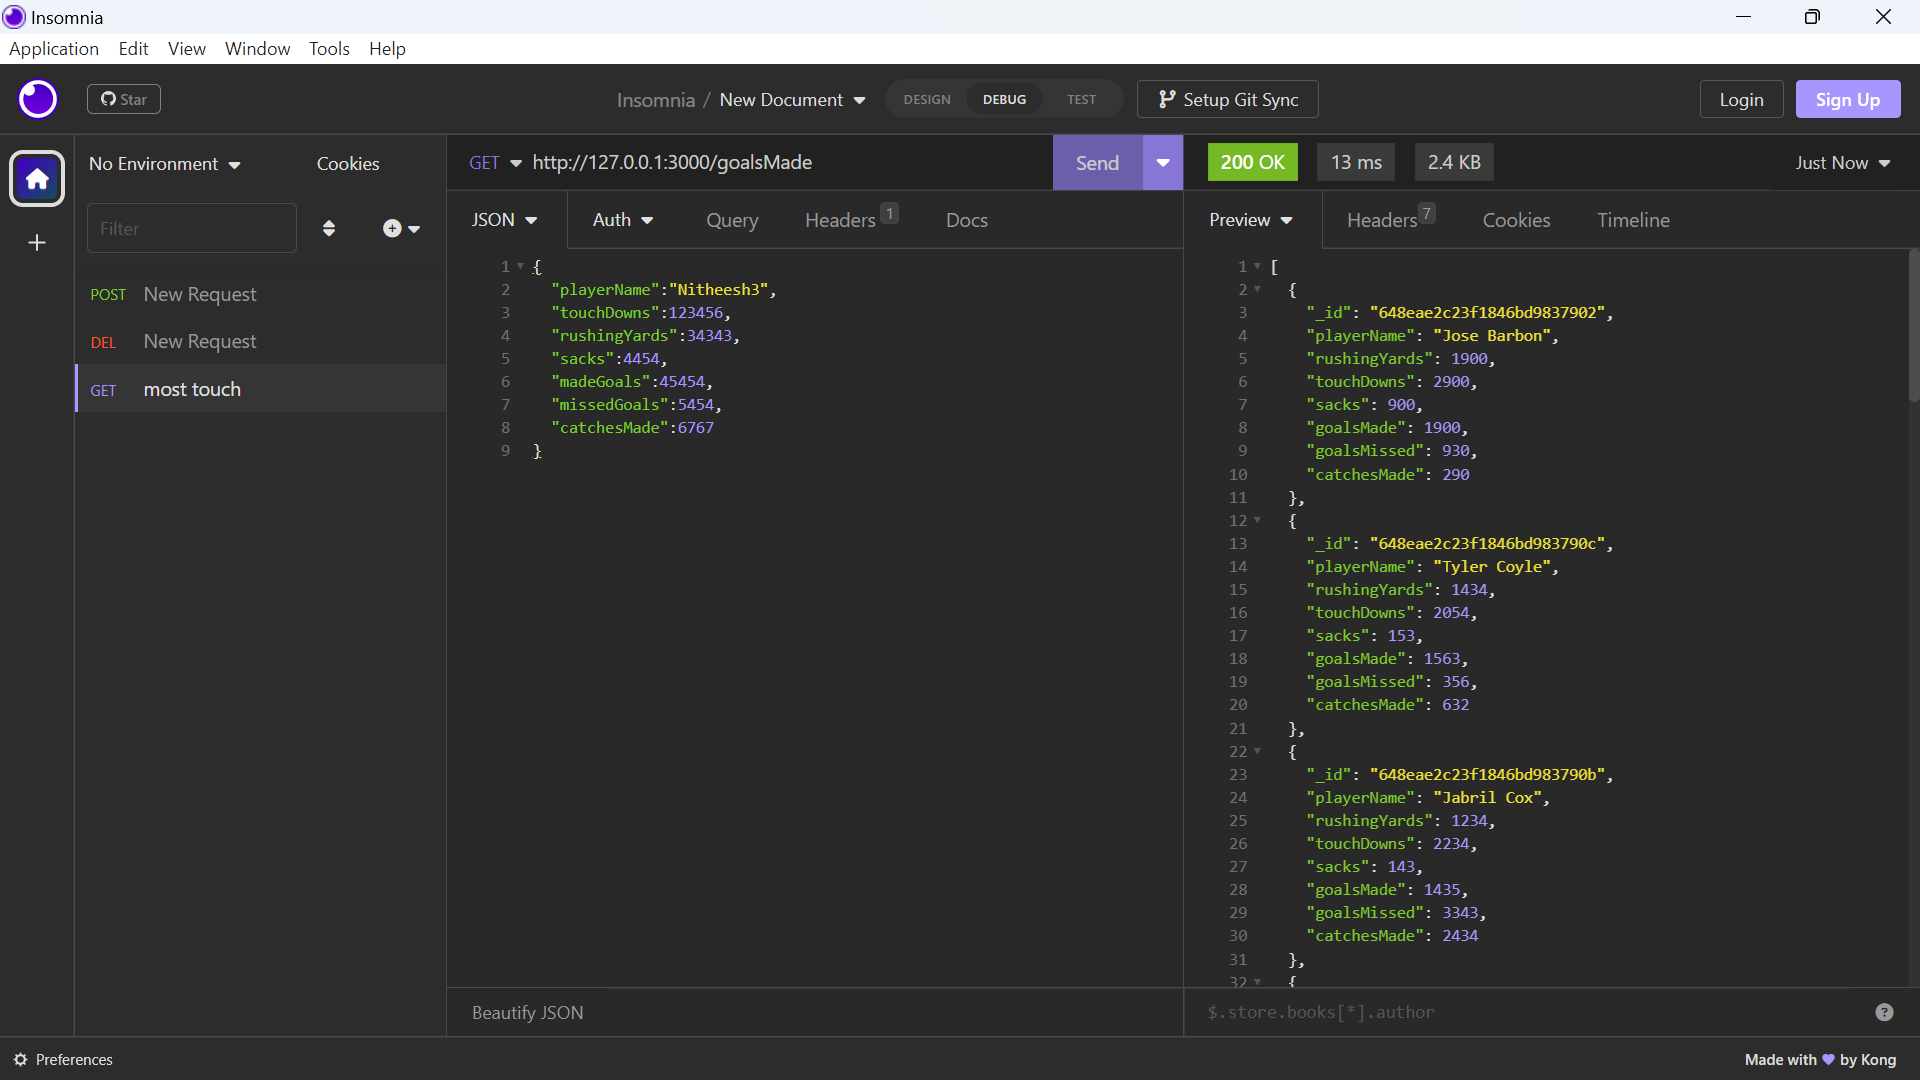 Insomnia
Application Edit View Window Tools Help
Star
Insomnia / New Document
DESIGN DEBUG TEST
Setup Git Sync
Login
Sign Up
No Environment
Cookies
Filter
POST New Request
DEL New Request
GET most touch
GET http://127.0.0.1:3000/goalsMade
Send
200 OK
13 ms
2.4 KB
Just Now
JSON Auth Query Headers 1 Docs
1 {
2 "playerName":"Nitheesh3",
3 "touchDowns":123456,
4 "rushingYards":34343,
5 "sacks":4454,
6 "madeGoals":45454,
7 "missedGoals":5454,
8 "catchesMade":6767
9 }
Beautify JSON
Preview Headers 7 Cookies Timeline
1 [
2 {
3 "_id": "648eae2c23f1846bd9837902",
4 "playerName": "Jose Barbon",
5 "rushingYards": 1900,
6 "touchDowns": 2900,
7 "sacks": 900,
8 "goalsMade": 1900,
9 "goalsMissed": 930,
10 "catchesMade": 290
11 },
12 {
13 "_id": "648eae2c23f1846bd983790c",
14 "playerName": "Tyler Coyle",
15 "rushingYards": 1434,
16 "touchDowns": 2054,
17 "sacks": 153,
18 "goalsMade": 1563,
19 "goalsMissed": 356,
20 "catchesMade": 632
21 },
22 {
23 "_id": "648eae2c23f1846bd983790b",
24 "playerName": "Jabril Cox",
25 "rushingYards": 1234,
26 "touchDowns": 2234,
27 "sacks": 143,
28 "goalsMade": 1435,
29 "goalsMissed": 3343,
30 "catchesMade": 2434
31 },
32 {
$.store.books[*].author
?
Preferences
Made with 💜 by Kong